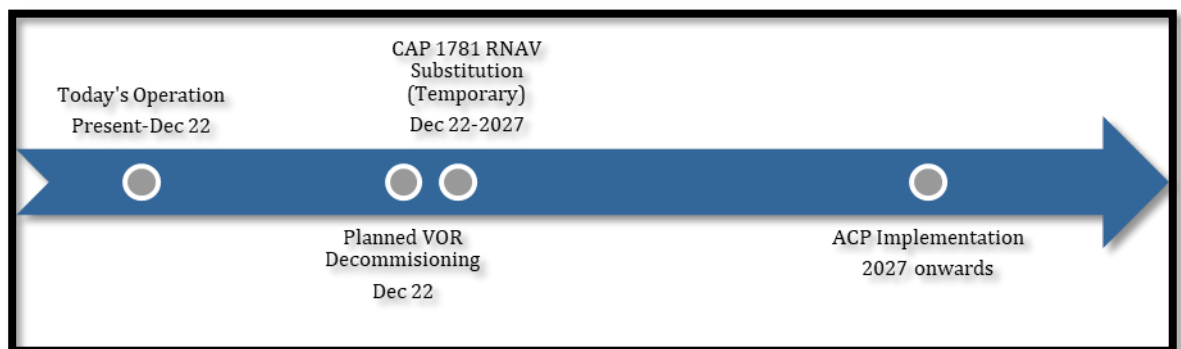 Today's Operation
Present-Dec 22
CAP 1781 RNAV
Substitution
(Temporary)
Dec 22-2027
Planned VOR
Decommisioning
Dec 22
ACP Implementation
2027 onwards